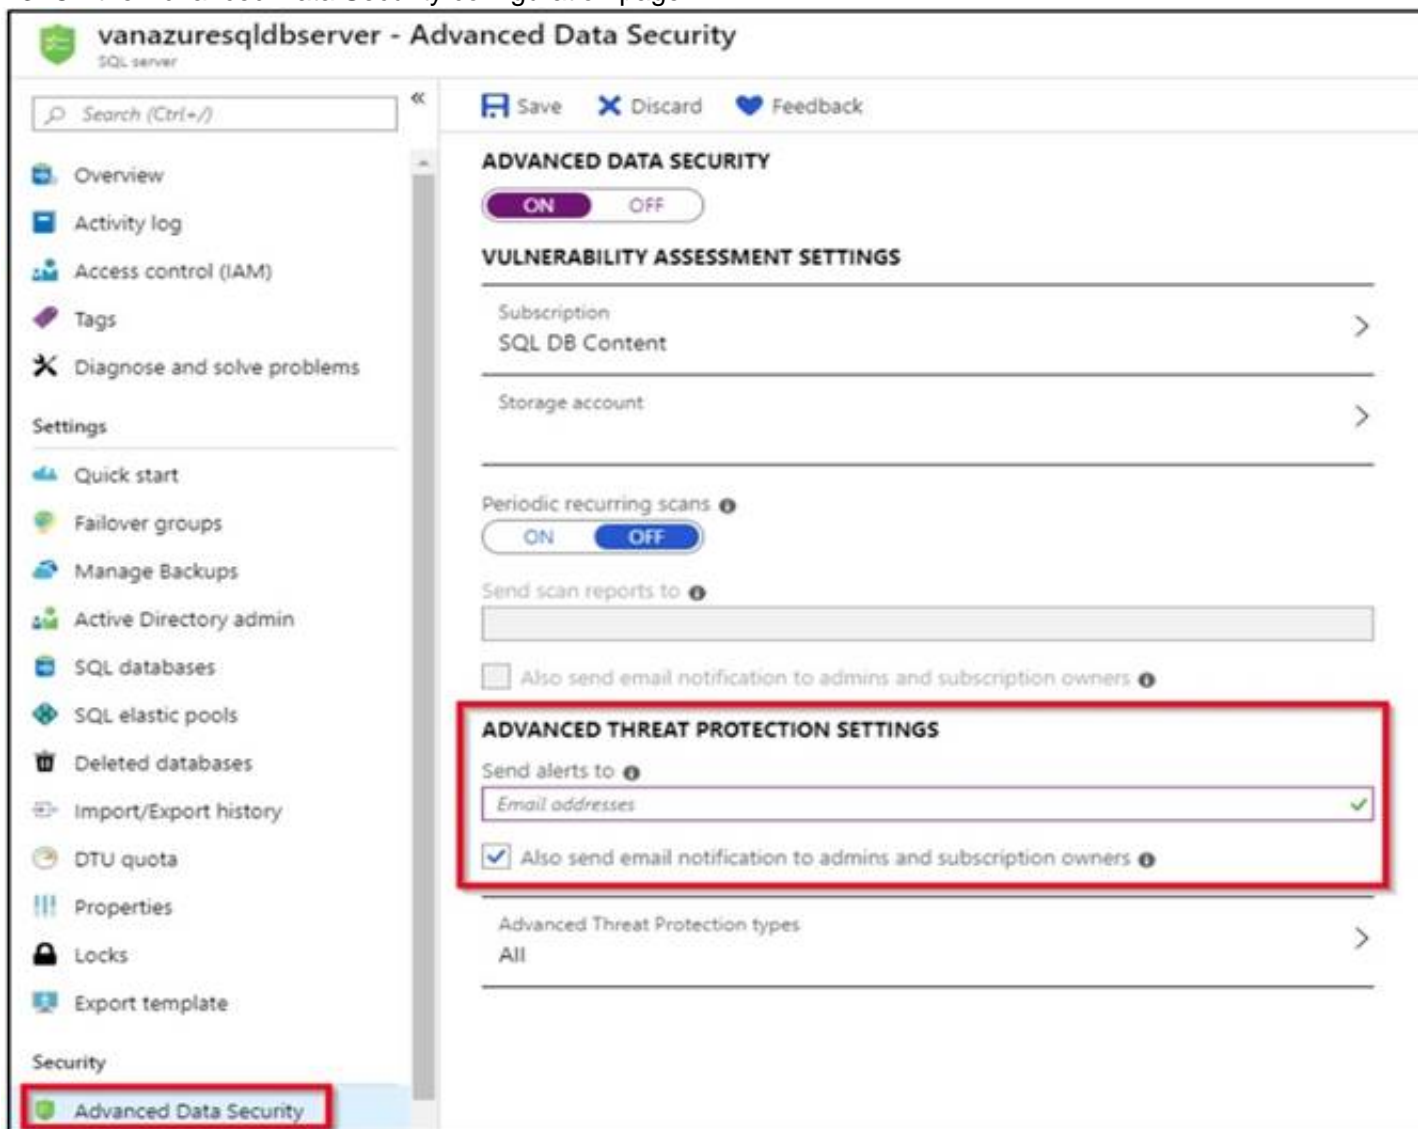 vanazuresqldbserver - Advanced Data Security
SQL server
Search (Ctrl+/)
«
Overview
Activity log
Access control (IAM)
Tags
Diagnose and solve problems
Settings
Quick start
Failover groups
Manage Backups
Active Directory admin
SQL databases
SQL elastic pools
Deleted databases
Import/Export history
DTU quota
Properties
Locks
Export template
Security
Advanced Data Security
Save Discard Feedback
ADVANCED DATA SECURITY
ON OFF
VULNERABILITY ASSESSMENT SETTINGS
Subscription
SQL DB Content
Storage account
Periodic recurring scans
ON OFF
Send scan reports to
Also send email notification to admins and subscription owners
ADVANCED THREAT PROTECTION SETTINGS
Send alerts to
Email addresses
Also send email notification to admins and subscription owners
Advanced Threat Protection types
All